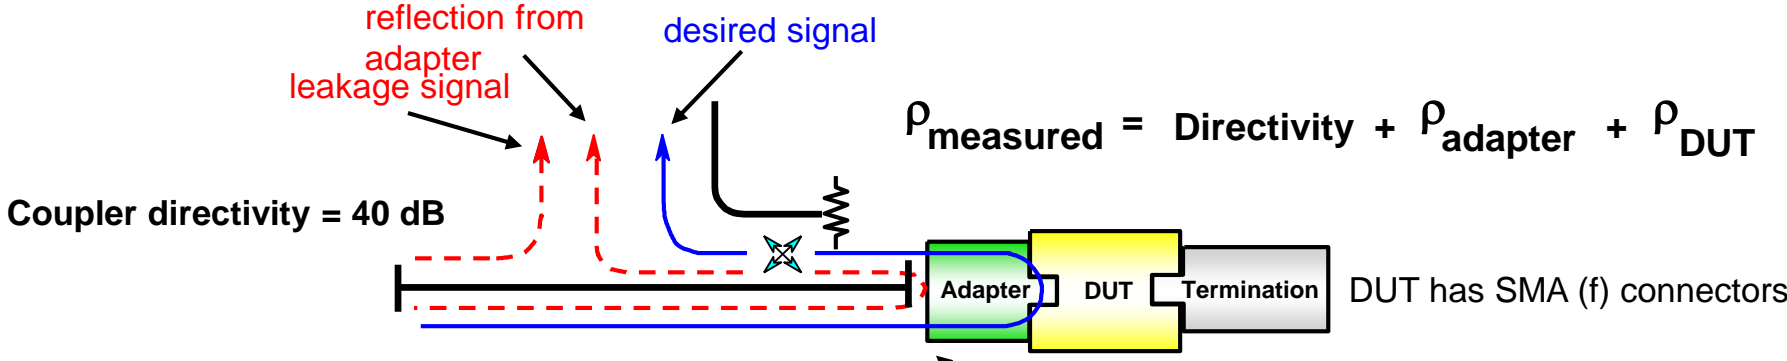 reflection from
adapter
leakage signal
desired signal
ρmeasured = Directivity + ρadapter + ρDUT
Coupler directivity = 40 dB
Adapter
DUT
Termination
DUT has SMA (f) connectors